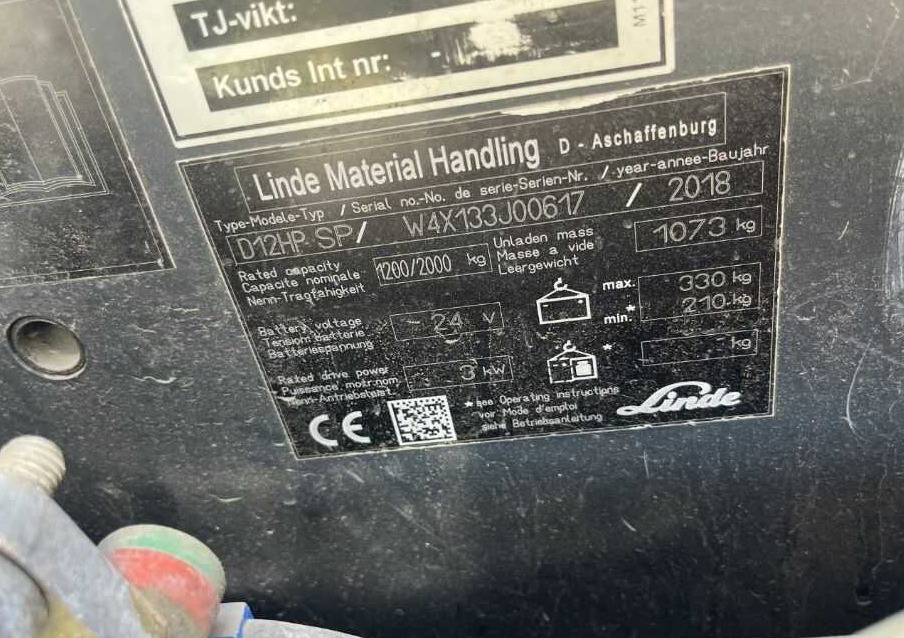 TJ-vikt:
Kunds Int nr: -
Linde Material Handling D - Aschaffenburg
Type-Modele-Typ / Serial no.-No. de serie-Serien-Nr. / year-annee-Baujahr
D12HP SP/ W4X133J00617 / 2018
Rated capacity
Capacite nominale
Nenn-Tragfahigkeit
1200/2000 kg
Unladen mass
Masse a vide
Leergewicht
1073 kg
Battery voltage
Tension batterie
Batteriespannung
- 24 V
max. 330 kg
* min. 210 kg
Rated drive power
Puissance motr.nom
Nenn-Antriebsleist.
3 kW
* - kg
CE
* see Operating instructions
voir Mode d'emploi
siehe Betriebsanleitung
Linde